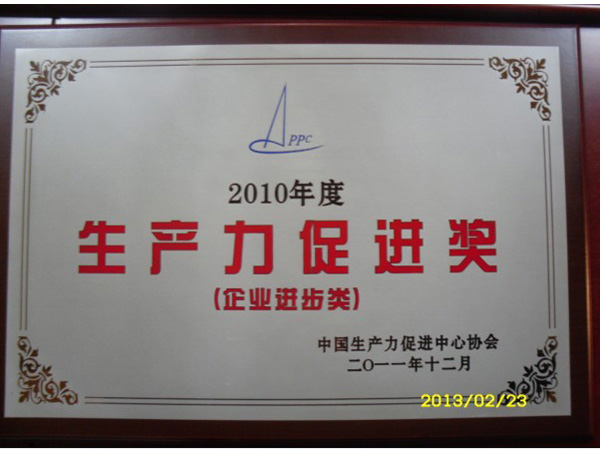 PPC
2010年度
生产力促进奖
(企业进步类)
中国生产力促进中心协会
二〇一一年十二月
2013/02/23